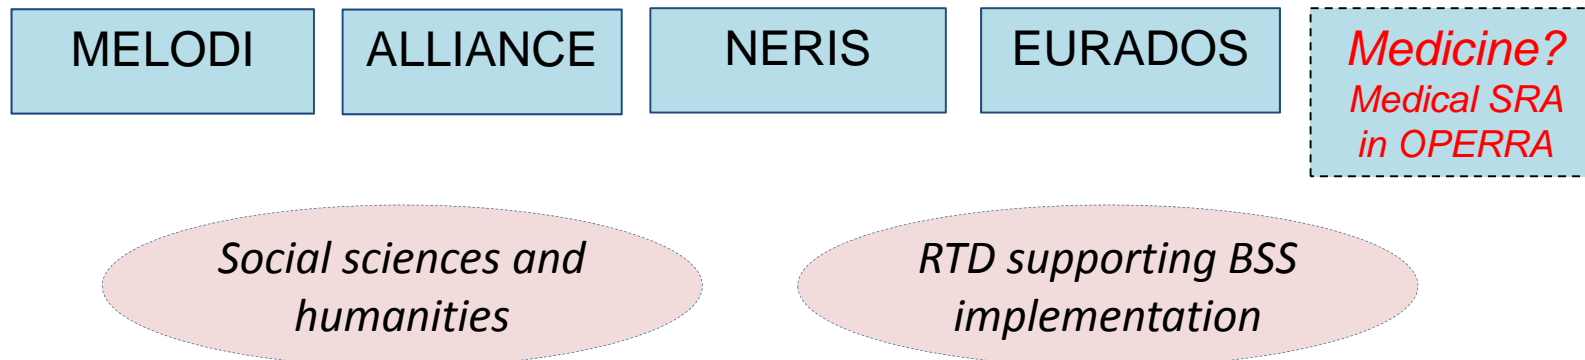 MELODI
ALLIANCE
NERIS
EURADOS
Medicine?
Medical SRA
in OPERRA
Social sciences and
humanities
RTD supporting BSS
implementation